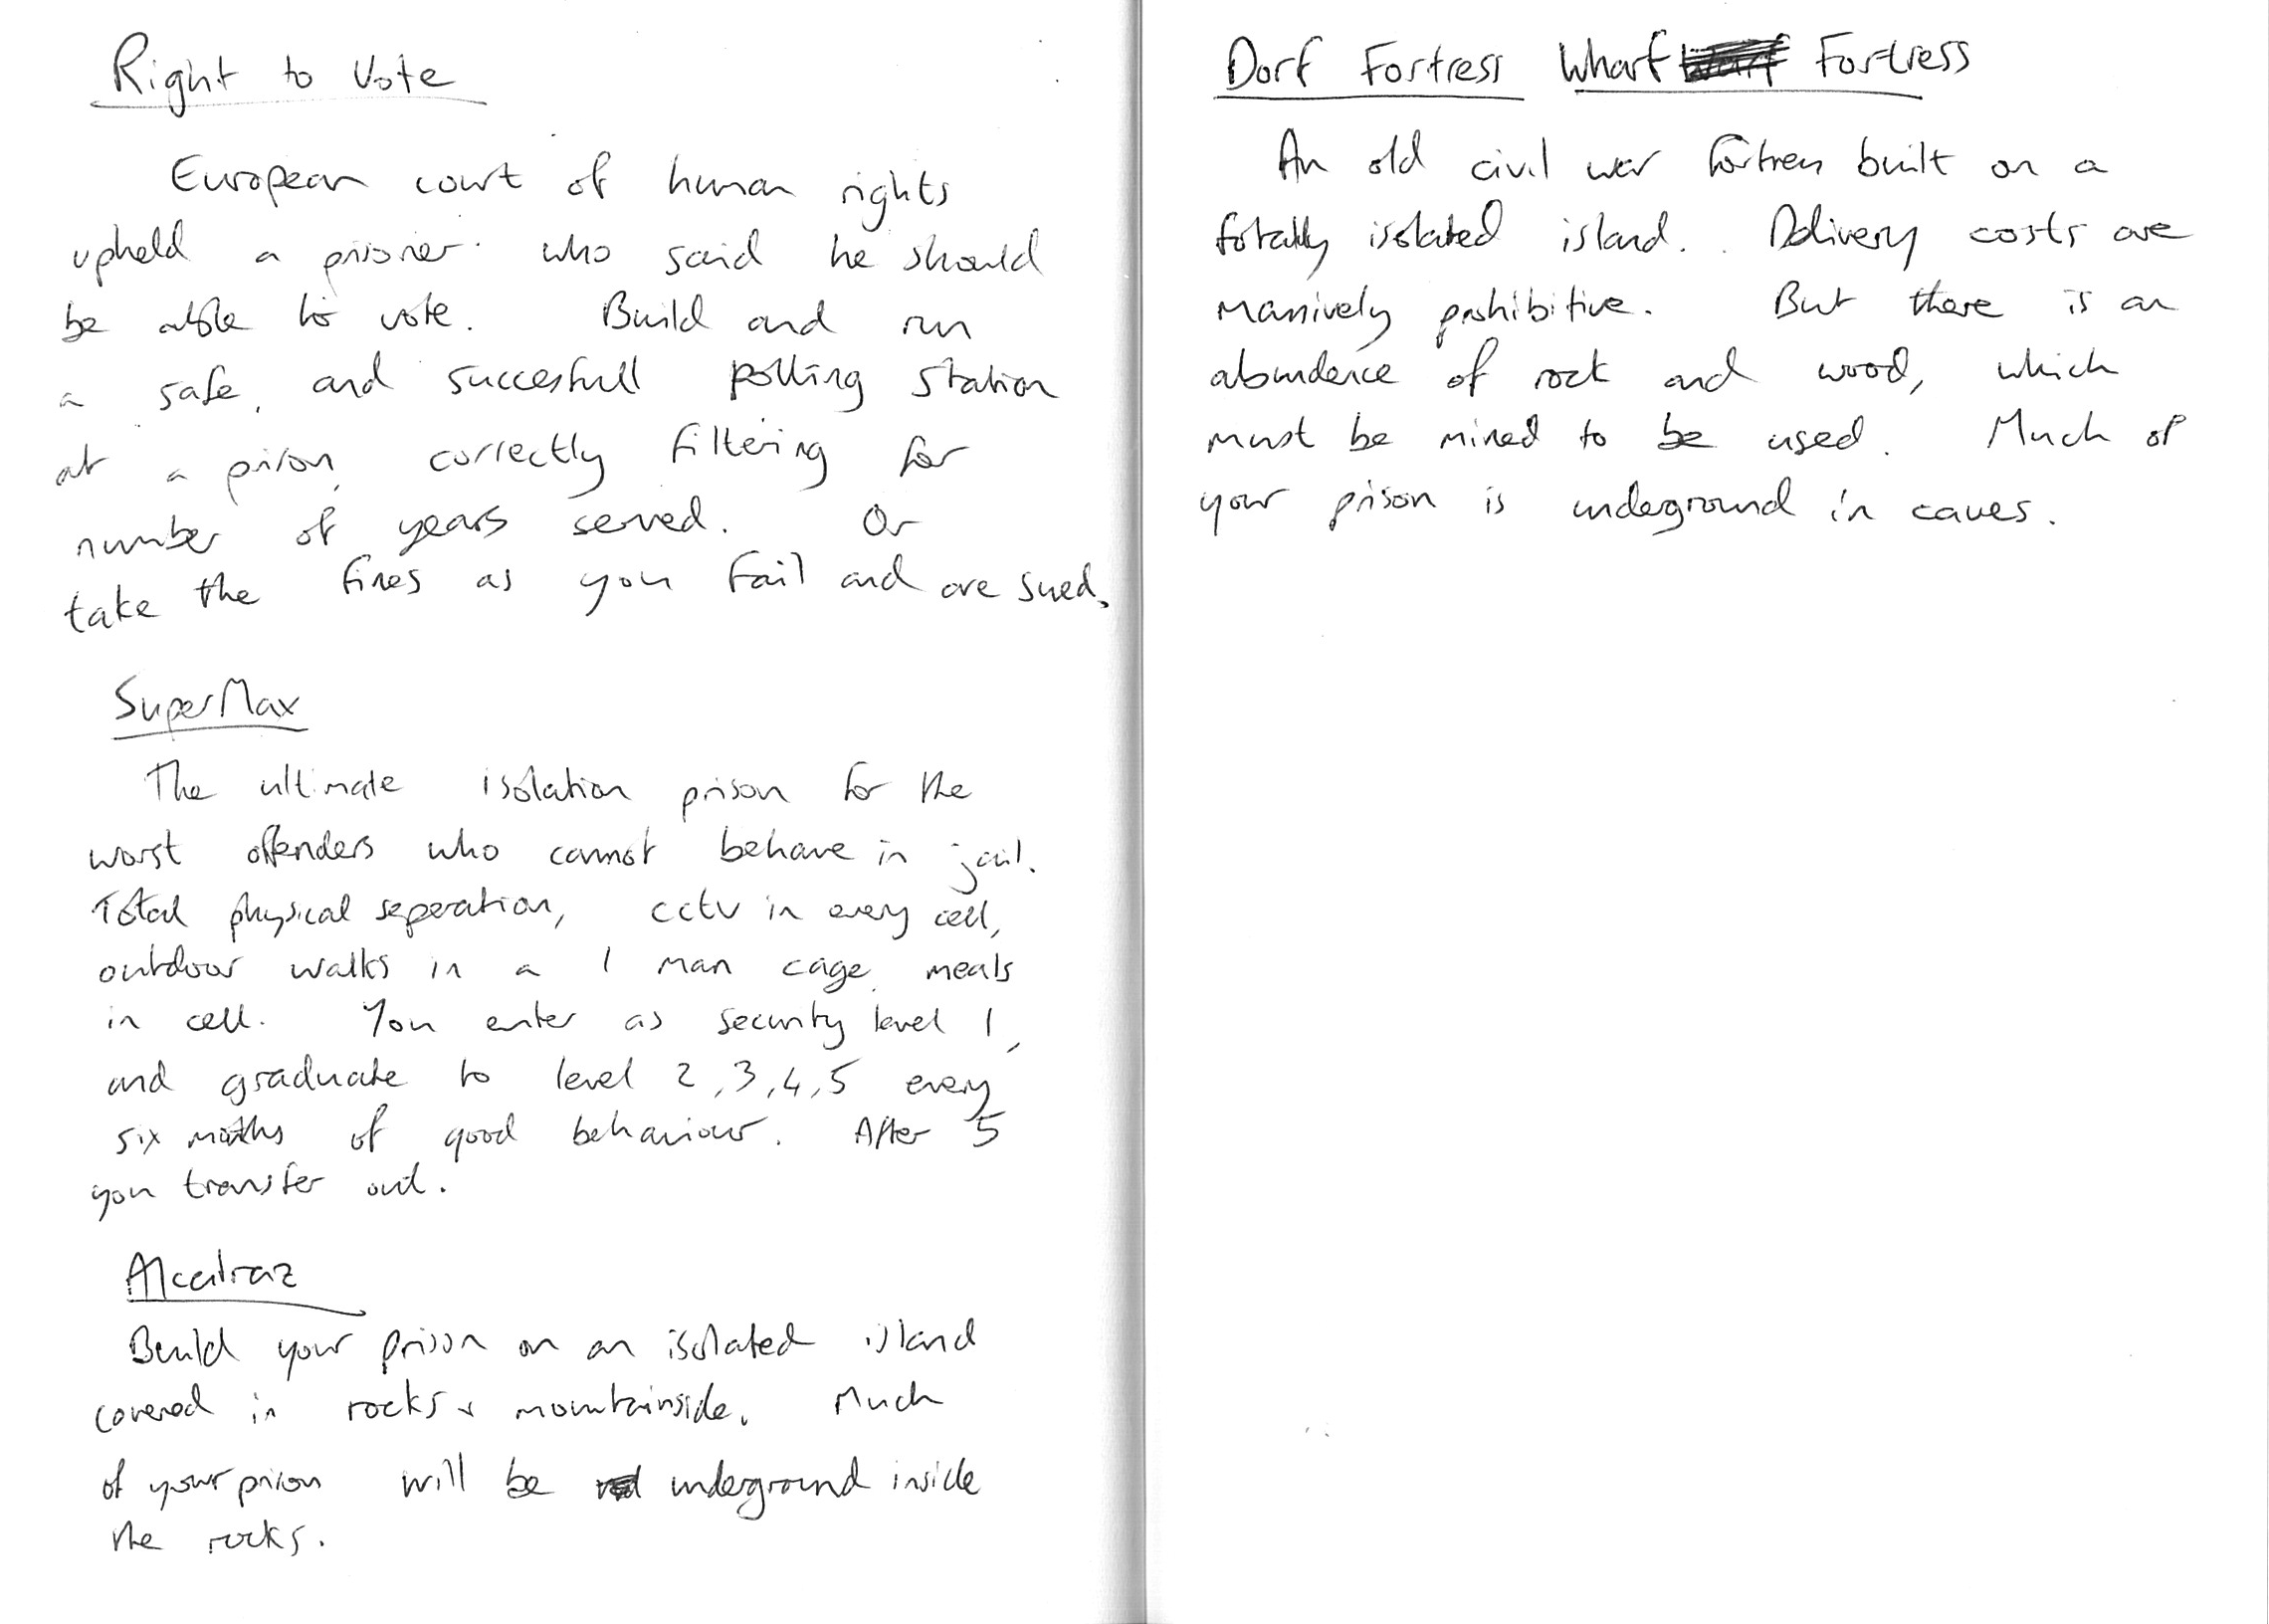 Right to Vote
European court of human rights
upheld a prisoner who said he should
be able to vote. Build and run
a safe, and succesfull polling station
at a prison, correctly filtering for
number of years served. Or
take the fines as you fail and are sued.
SuperMax
The ultimate isolation prison for the
worst offenders who cannot behave in jail.
Total physical seperation, cctv in every cell,
outdoor walks in a 1 man cage, meals
in cell. You enter as security level 1,
and graduate to level 2,3,4,5 every
six months of good behaviour. After 5
you transfer out.
Alcatraz
Build your prison on an isolated island
covered in rocks + mountainside. Much
of your prison will be underground inside
the rocks.
Dorf Fortress Wharf Fortress
An old civil war fortress built on a
totally isolated island. Delivery costs are
massively prohibitive. But there is an
abundence of rock and wood, which
must be mined to be used. Much of
your prison is underground in caves.